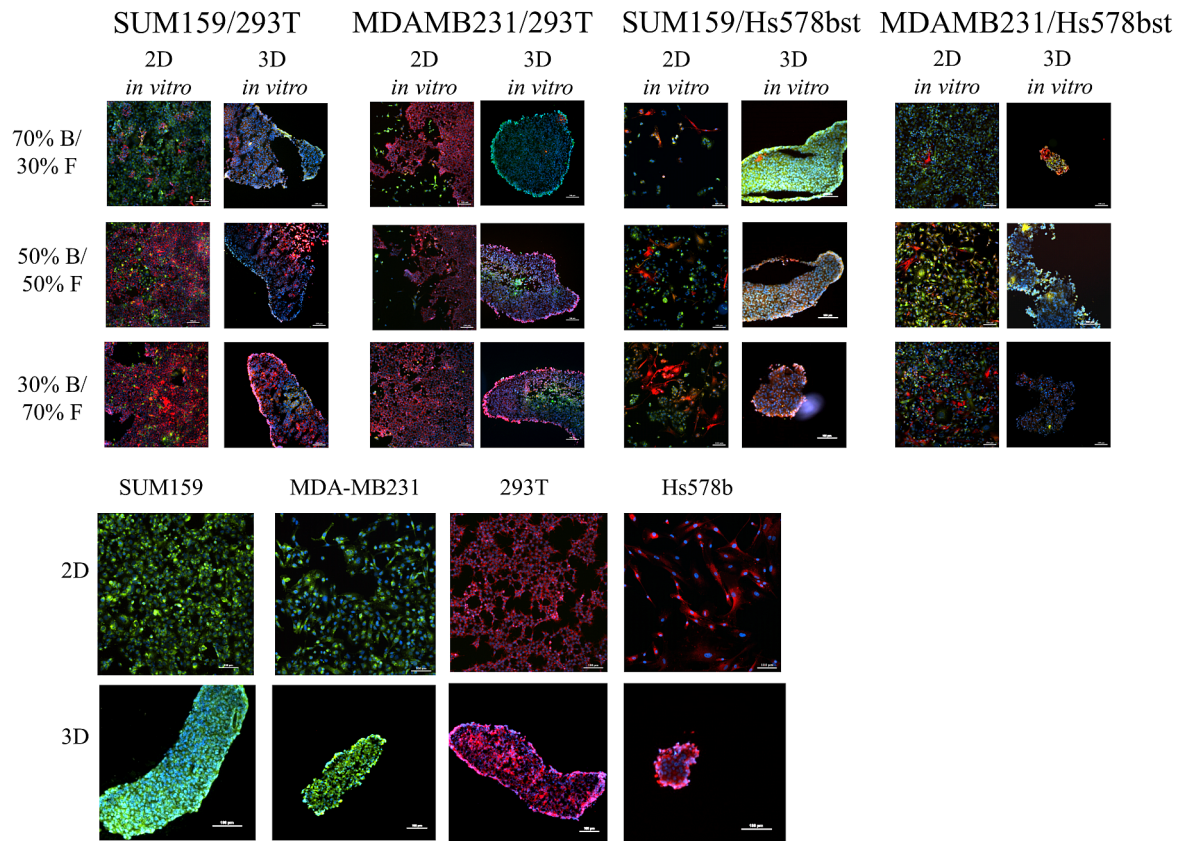 SUM159/293T MDAMB231/293T SUM159/Hs578bst MDAMB231/Hs578bst
2D 3D 2D 3D 2D 3D 2D 3D
in vitro in vitro in vitro in vitro in vitro in vitro in vitro in vitro
70% B/
30% F
50% B/
50% F
30% B/
70% F
SUM159 MDA-MB231 293T Hs578b
2D
3D